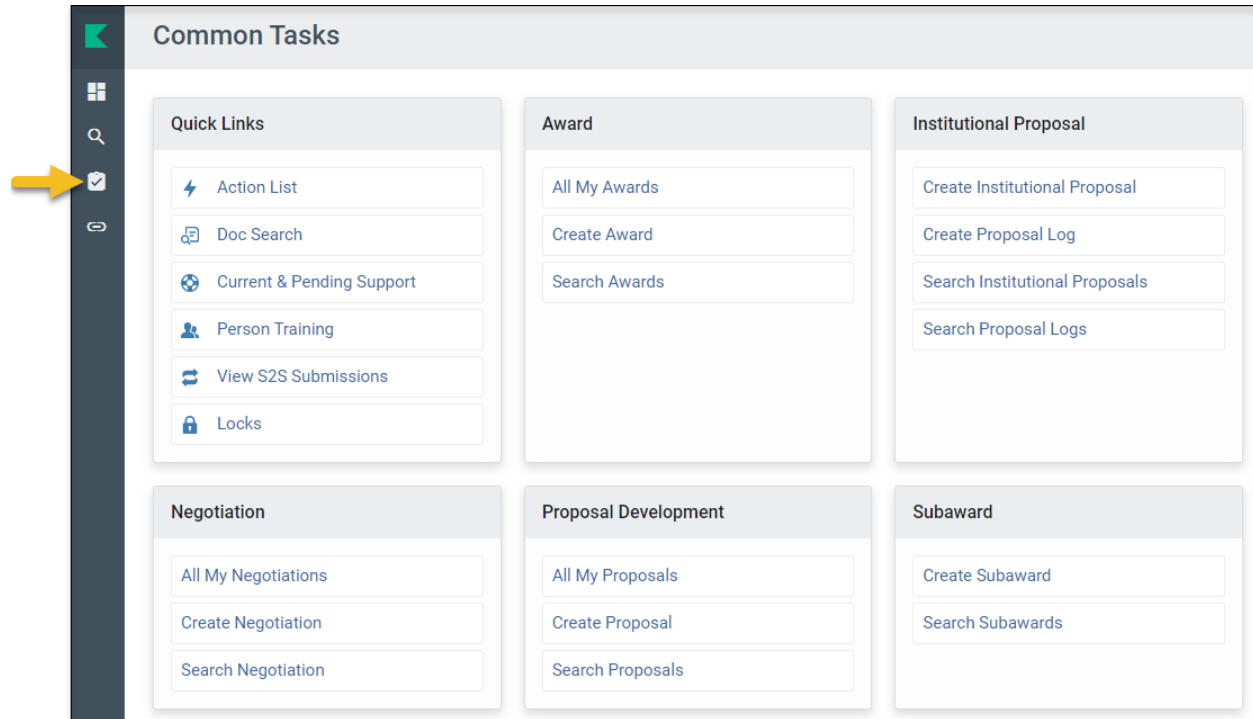 Common Tasks
Quick Links
Action List
Doc Search
Current & Pending Support
Person Training
View S2S Submissions
Locks
Award
All My Awards
Create Award
Search Awards
Institutional Proposal
Create Institutional Proposal
Create Proposal Log
Search Institutional Proposals
Search Proposal Logs
Negotiation
All My Negotiations
Create Negotiation
Search Negotiation
Proposal Development
All My Proposals
Create Proposal
Search Proposals
Subaward
Create Subaward
Search Subawards